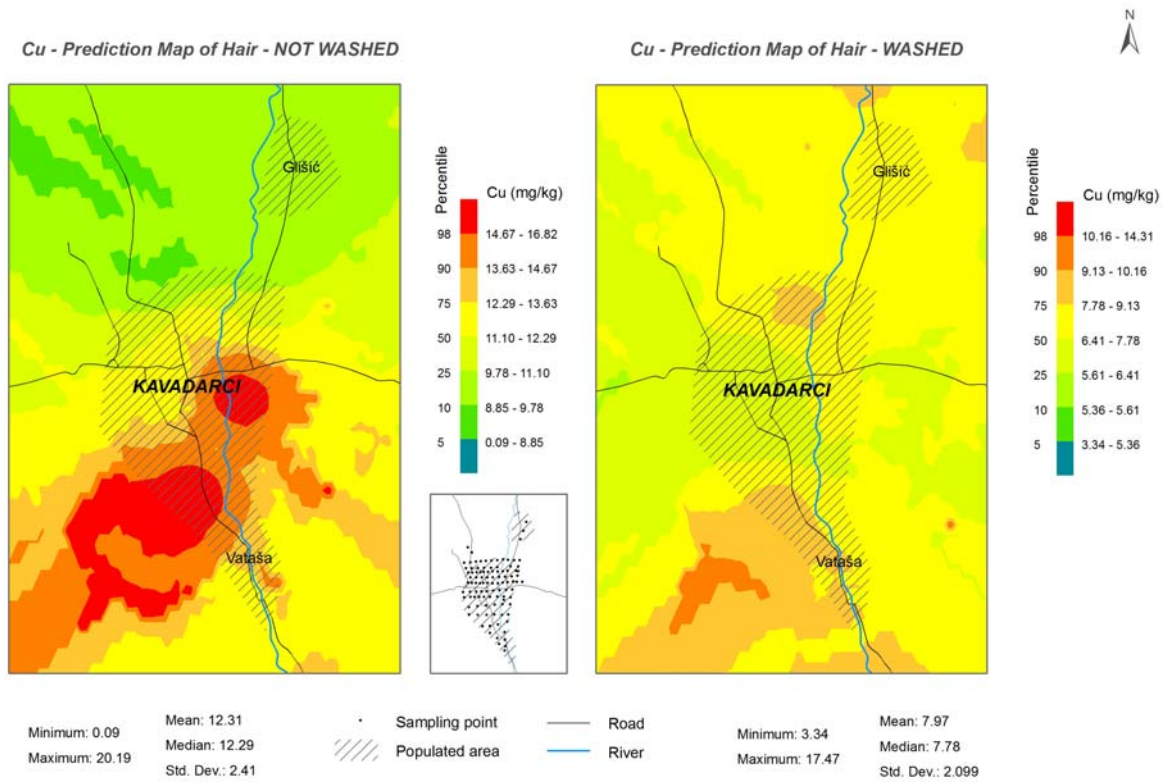 N
Cu - Prediction Map of Hair - NOT WASHED
Cu - Prediction Map of Hair - WASHED
Glišić
KAVADARCI
Vataša
Percentile
Cu (mg/kg)
98
14.67 - 16.82
90
13.63 - 14.67
75
12.29 - 13.63
50
11.10 - 12.29
25
9.78 - 11.10
10
8.85 - 9.78
5
0.09 - 8.85
Glišić
KAVADARCI
Vataša
Percentile
Cu (mg/kg)
98
10.16 - 14.31
90
9.13 - 10.16
75
7.78 - 9.13
50
6.41 - 7.78
25
5.61 - 6.41
10
5.36 - 5.61
5
3.34 - 5.36
Minimum: 0.09
Maximum: 20.19
Mean: 12.31
Median: 12.29
Std. Dev.: 2.41
Sampling point
Populated area
Road
River
Minimum: 3.34
Maximum: 17.47
Mean: 7.97
Median: 7.78
Std. Dev.: 2.099